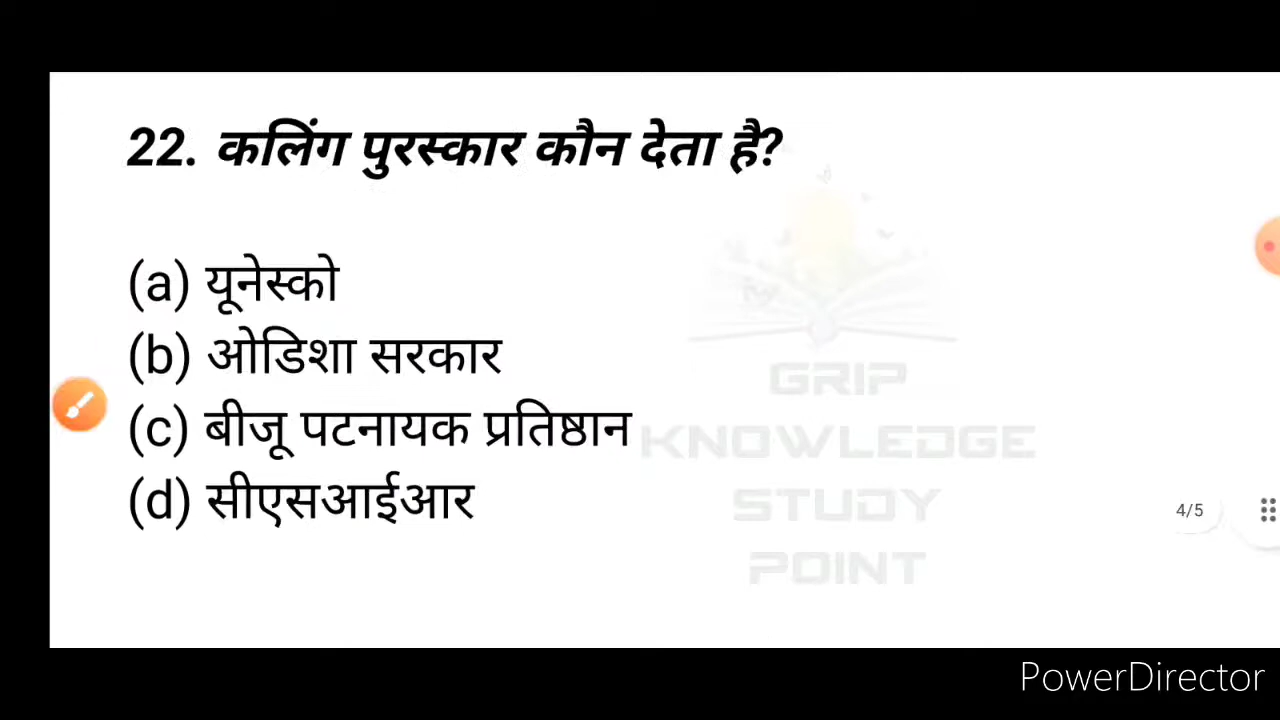 22. कलिंग पुरस्कार कौन देता है?
(a) यूनेस्को
(b) ओडिशा सरकार
(c) बीजू पटनायक प्रतिष्ठान
(d) सीएसआईआर
GRIP
KNOWLEDGE
STUDY
POINT
4/5
PowerDirector